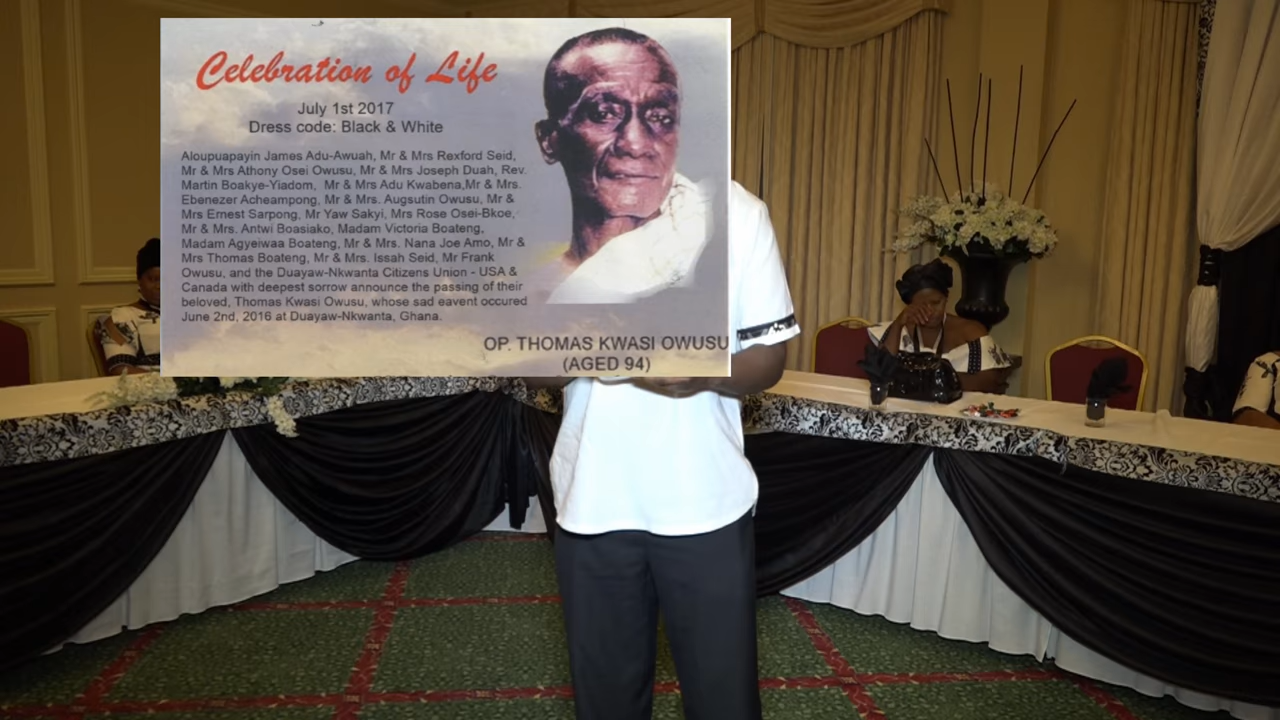 Celebration of Life
July 1st 2017
Dress code: Black & White
Aloupuapayin James Adu-Awuah, Mr & Mrs Rexford Seid,
Mr & Mrs Athony Osei Owusu, Mr & Mrs Joseph Duah, Rev.
Martin Boakye-Yiadom, Mr & Mrs Adu Kwabena,Mr & Mrs.
Ebenezer Acheampong, Mr & Mrs. Augsutin Owusu, Mr &
Mrs Ernest Sarpong, Mr Yaw Sakyi, Mrs Rose Osei-Bkoe,
Mr & Mrs. Antwi Boasiako, Madam Victoria Boateng,
Madam Agyeiwaa Boateng, Mr & Mrs. Nana Joe Amo, Mr &
Mrs Thomas Boateng, Mr & Mrs. Issah Seid, Mr Frank
Owusu, and the Duayaw-Nkwanta Citizens Union - USA &
Canada with deepest sorrow announce the passing of their
beloved, Thomas Kwasi Owusu, whose sad eavent occured
June 2nd, 2016 at Duayaw-Nkwanta, Ghana.
OP. THOMAS KWASI OWUSU
(AGED 94)